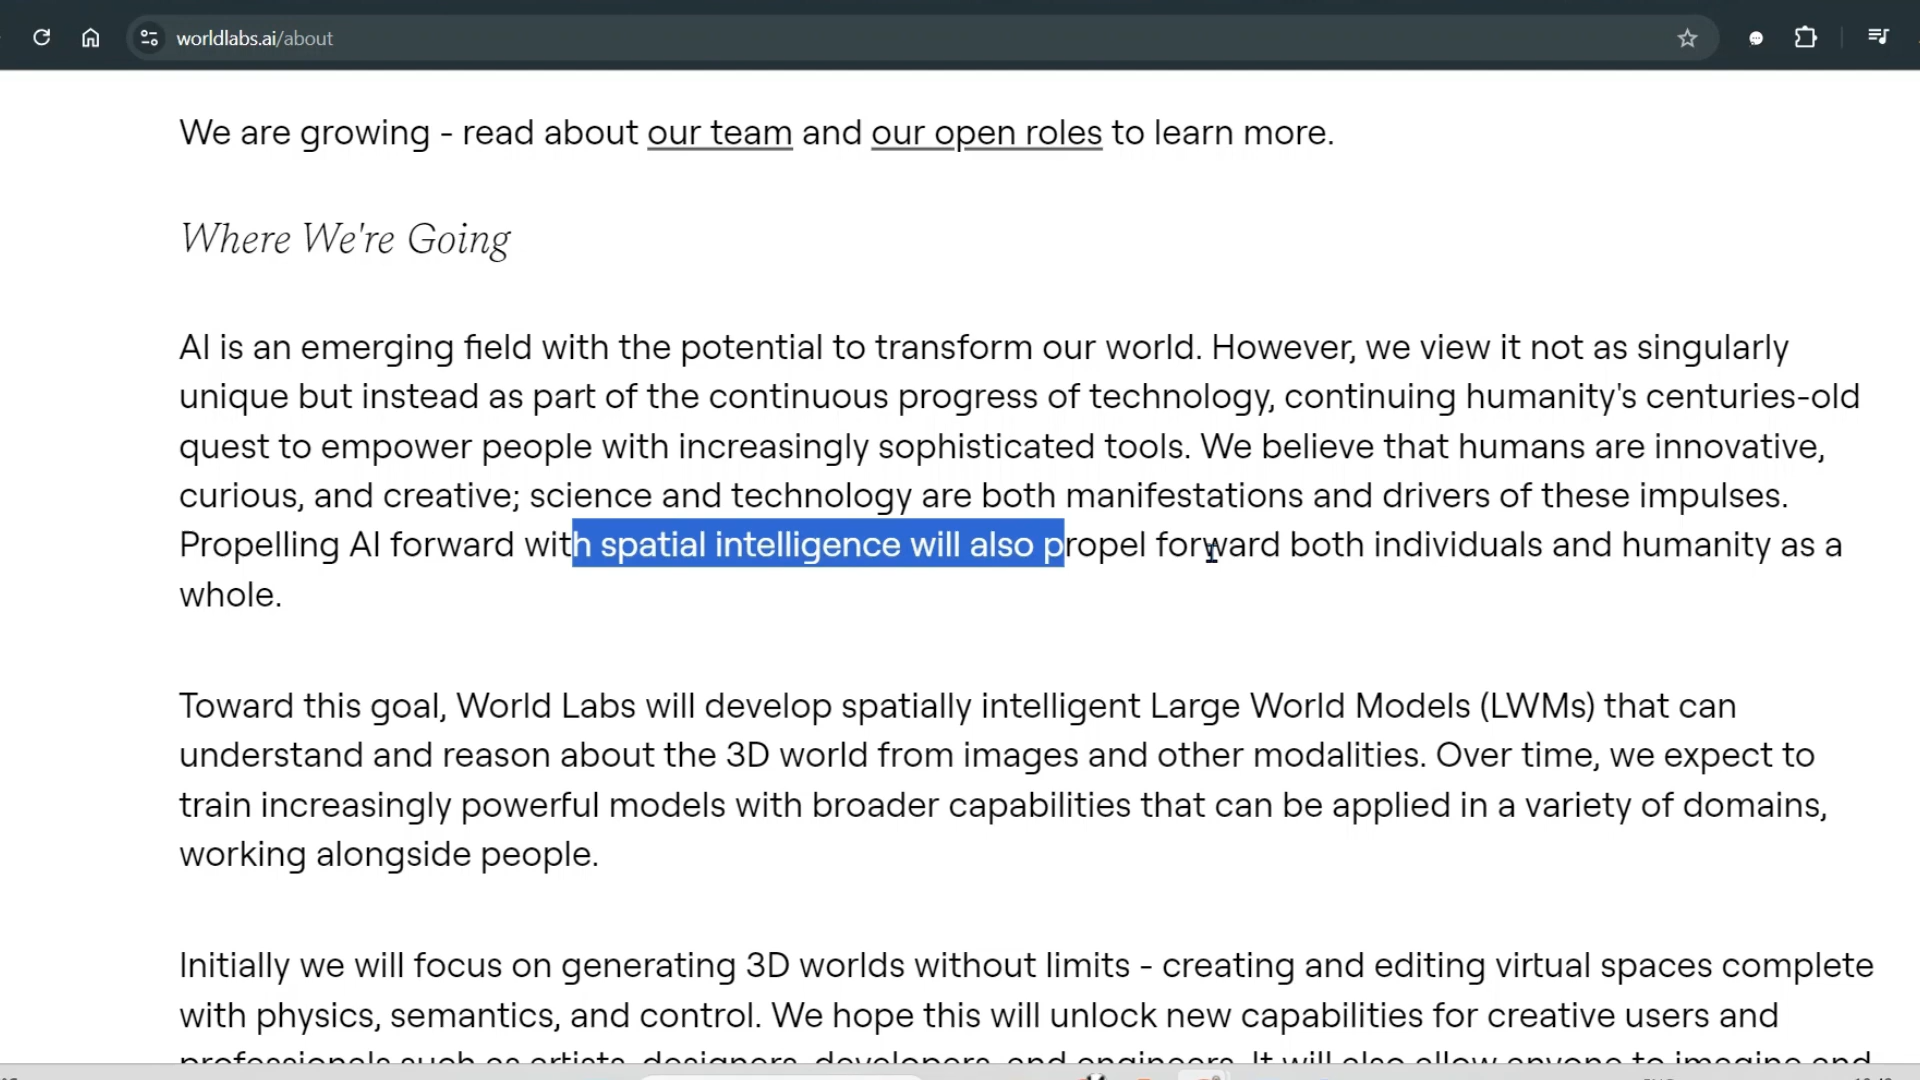 worldlabs.ai/about
We are growing - read about our team and our open roles to learn more.
Where We're Going
AI is an emerging field with the potential to transform our world. However, we view it not as singularly
unique but instead as part of the continuous progress of technology, continuing humanity's centuries-old
quest to empower people with increasingly sophisticated tools. We believe that humans are innovative,
curious, and creative; science and technology are both manifestations and drivers of these impulses.
Propelling AI forward with spatial intelligence will also propel forward both individuals and humanity as a
whole.
Toward this goal, World Labs will develop spatially intelligent Large World Models (LWMs) that can
understand and reason about the 3D world from images and other modalities. Over time, we expect to
train increasingly powerful models with broader capabilities that can be applied in a variety of domains,
working alongside people.
Initially we will focus on generating 3D worlds without limits - creating and editing virtual spaces complete
with physics, semantics, and control. We hope this will unlock new capabilities for creative users and
professionals such as artists, designers, developers, and engineers. It will also allow anyone to imagine and